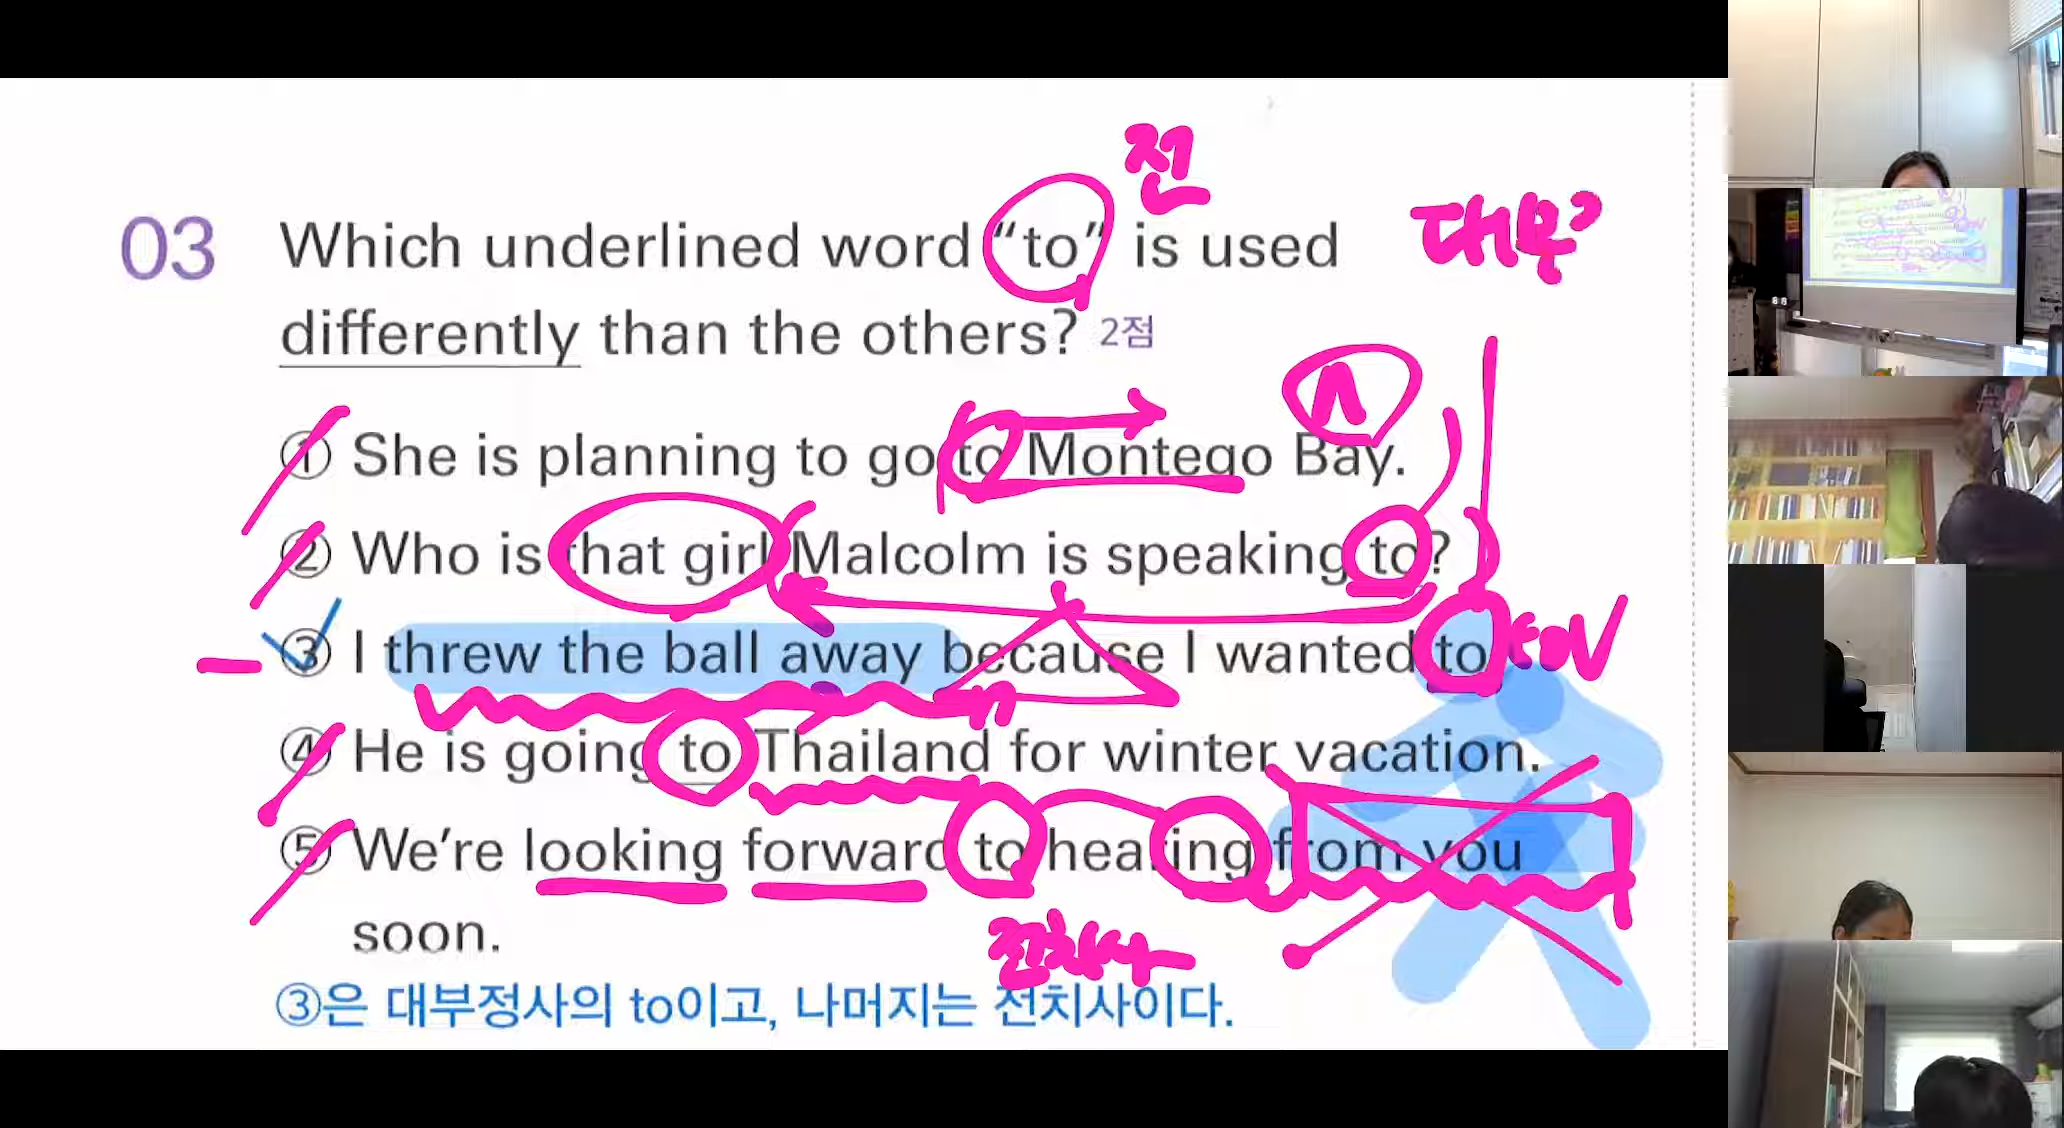 전
대부
03 Which underlined word “to” is used
differently than the others? 2점
① She is planning to go to Montego Bay.
② Who is that girl Malcolm is speaking to?
③ I threw the ball away because I wanted to
to V
n
④ He is going to Thailand for winter vacation.
⑤ We’re looking forward to hearing from you
soon.
전치사
③은 대부정사의 to이고, 나머지는 전치사이다.